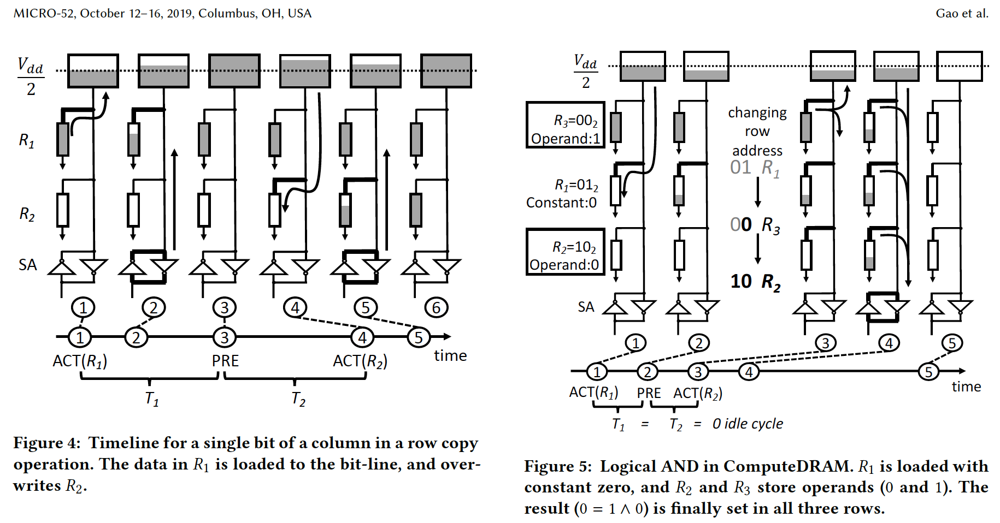 MICRO-52, October 12–16, 2019, Columbus, OH, USA
Gao et al.
Vdd
2
R1
R2
SA
1 2 3 4 5 6
1 2 3 4 5
time
ACT(R1) PRE ACT(R2)
T1 T2
Figure 4: Timeline for a single bit of a column in a row copy
operation. The data in R1 is loaded to the bit-line, and over-
writes R2.
Vdd
2
R3=002
Operand:1
R1=012
Constant:0
R2=102
Operand:0
changing
row
address
01 R1
00 R3
10 R2
SA
1 2 3 4 5
1 2 3 4 5
time
ACT(R1) PRE ACT(R2)
T1 = T2 = 0 idle cycle
Figure 5: Logical AND in ComputeDRAM. R1 is loaded with
constant zero, and R2 and R3 store operands (0 and 1). The
result (0 = 1 ∧ 0) is finally set in all three rows.